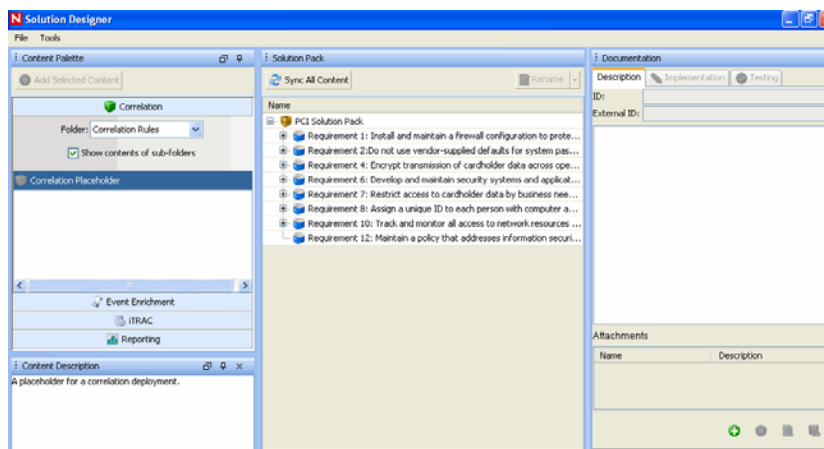 N Solution Designer
File Tools
Content Palette
Add Selected Content
Correlation
Folder: Correlation Rules
Show contents of sub-folders
Correlation Placeholder
Event Enrichment
iTRAC
Reporting
Content Description
A placeholder for a correlation deployment.
Solution Pack
Sync All Content
Rename
Name
PCI Solution Pack
Requirement 1: Install and maintain a firewall configuration to prote...
Requirement 2:Do not use vendor-supplied defaults for system pas...
Requirement 4: Encrypt transmission of cardholder data across ope...
Requirement 6: Develop and maintain security systems and applicat...
Requirement 7: Restrict access to cardholder data by business nee...
Requirement 8: Assign a unique ID to each person with computer a...
Requirement 10: Track and monitor all access to network resources ...
Requirement 12: Maintain a policy that addresses information securi...
Documentation
Description Implementation Testing
ID:
External ID:
Attachments
Name Description